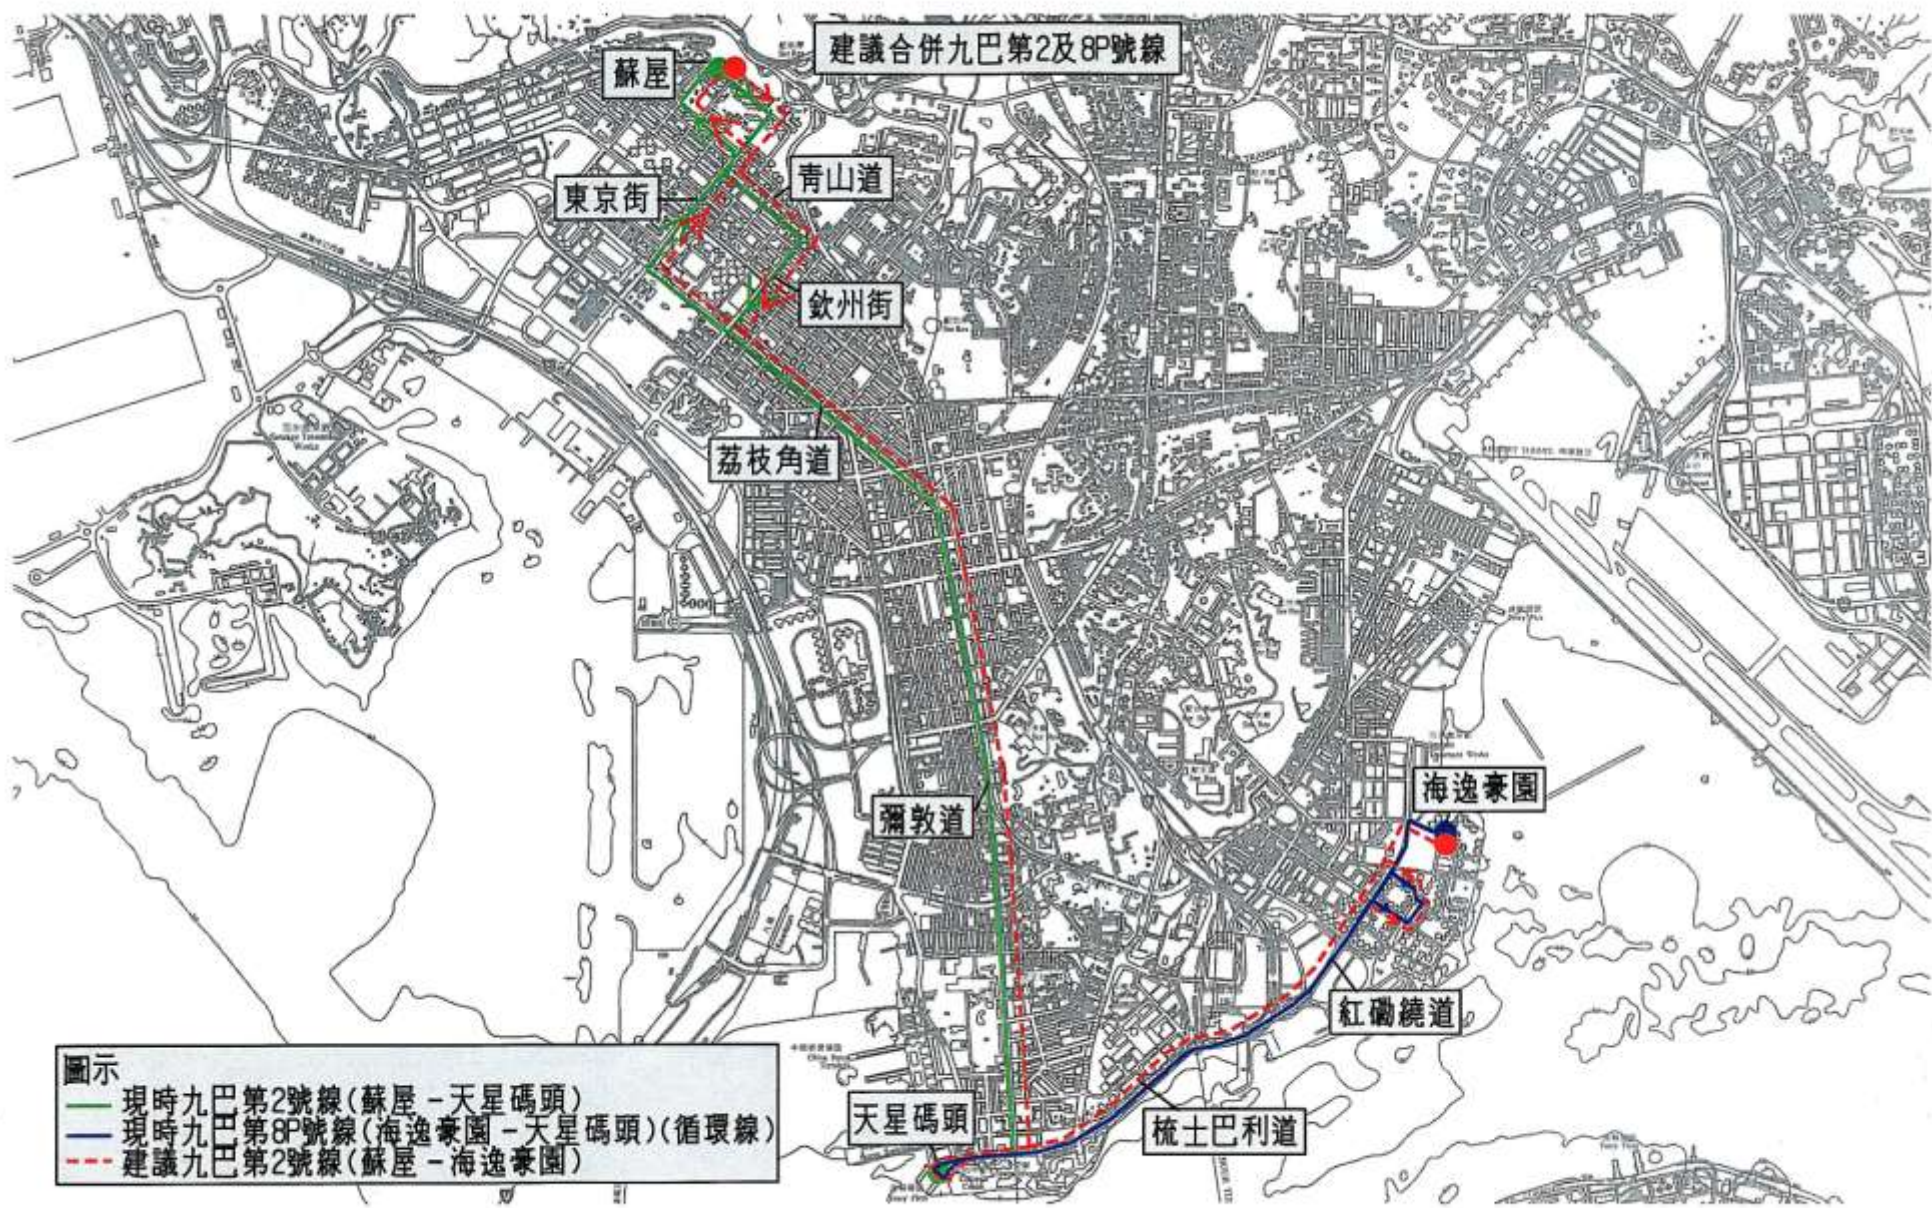 建議合併九巴第2及8P號線
蘇屋
青山道
東京街
欽州街
荔枝角道
彌敦道
海逸豪園
紅磡繞道
天星碼頭
梳士巴利道
圖示
現時九巴第2號線(蘇屋-天星碼頭)
現時九巴第8P號線(海逸豪園-天星碼頭)(循環線)
建議九巴第2號線(蘇屋-海逸豪園)